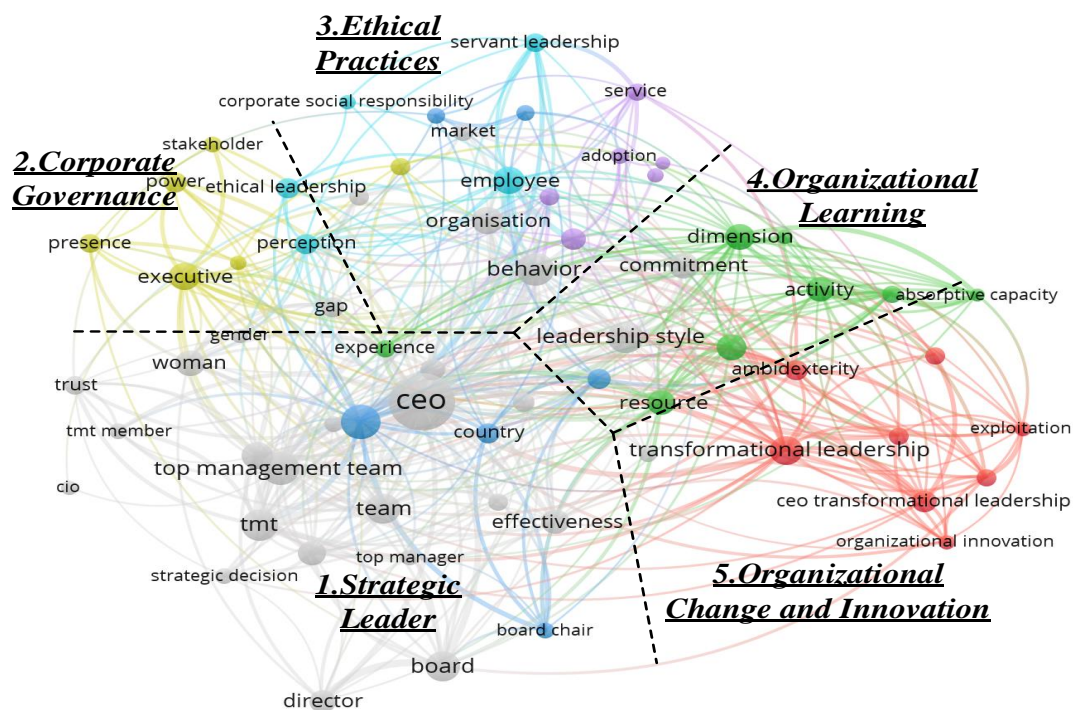 3.Ethical
Practices
servant leadership
service
corporate social responsibility
market
stakeholder
adoption
2.Corporate
Governance
power
ethical leadership
employee
4.Organizational
Learning
organisation
presence
perception
dimension
executive
behavior
commitment
activity
absorptive capacity
gap
gender
experience
leadership style
woman
ambidexterity
trust
ceo
resource
tmt member
country
exploitation
transformational leadership
top management team
cio
ceo transformational leadership
team
tmt
effectiveness
organizational innovation
top manager
strategic decision
1.Strategic
Leader
5.Organizational
Change and Innovation
board chair
board
director